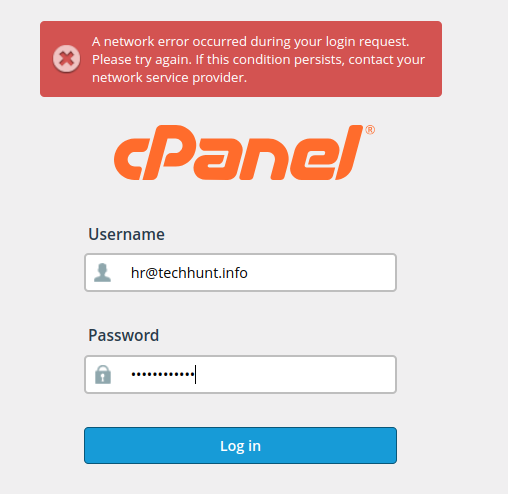 A network error occurred during your login request.
Please try again. If this condition persists, contact your
network service provider.
cPanel®
Username
hr@techhunt.info
Password
••••••••••••
Log in